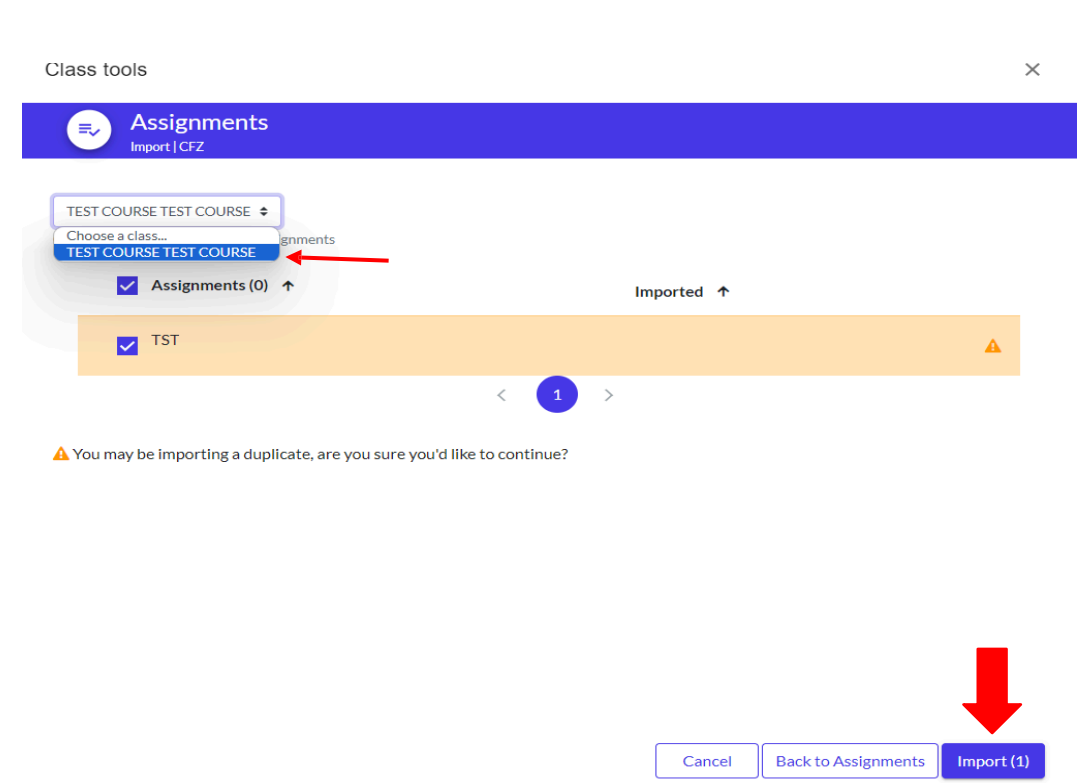 Class tools
Assignments
Import | CFZ
TEST COURSE TEST COURSE
Choose a class...
TEST COURSE TEST COURSE
Assignments (0)
Imported
TST
1
You may be importing a duplicate, are you sure you'd like to continue?
Cancel
Back to Assignments
Import (1)